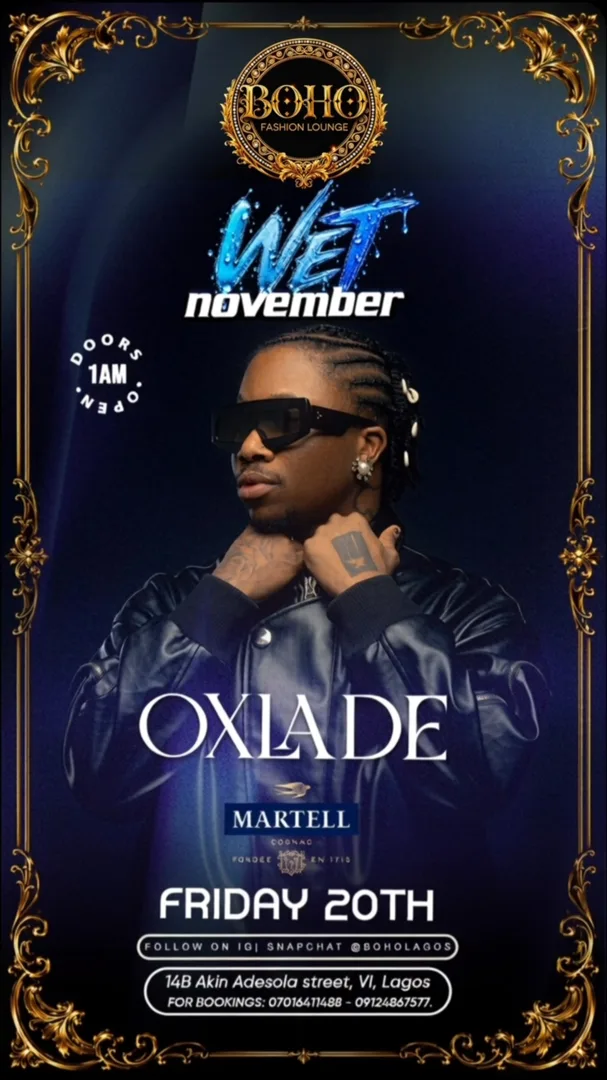 BOHO
FASHION LOUNGE
WET
november
DOORS
1AM
OPEN
OXLADE
MARTELL
COGNAC
FONDÉE EN 1715
FRIDAY 20TH
FOLLOW ON IG| SNAPCHAT @BOHOLAGOS
14B Akin Adesola street, VI, Lagos
FOR BOOKINGS: 07016411488 - 09124867577.